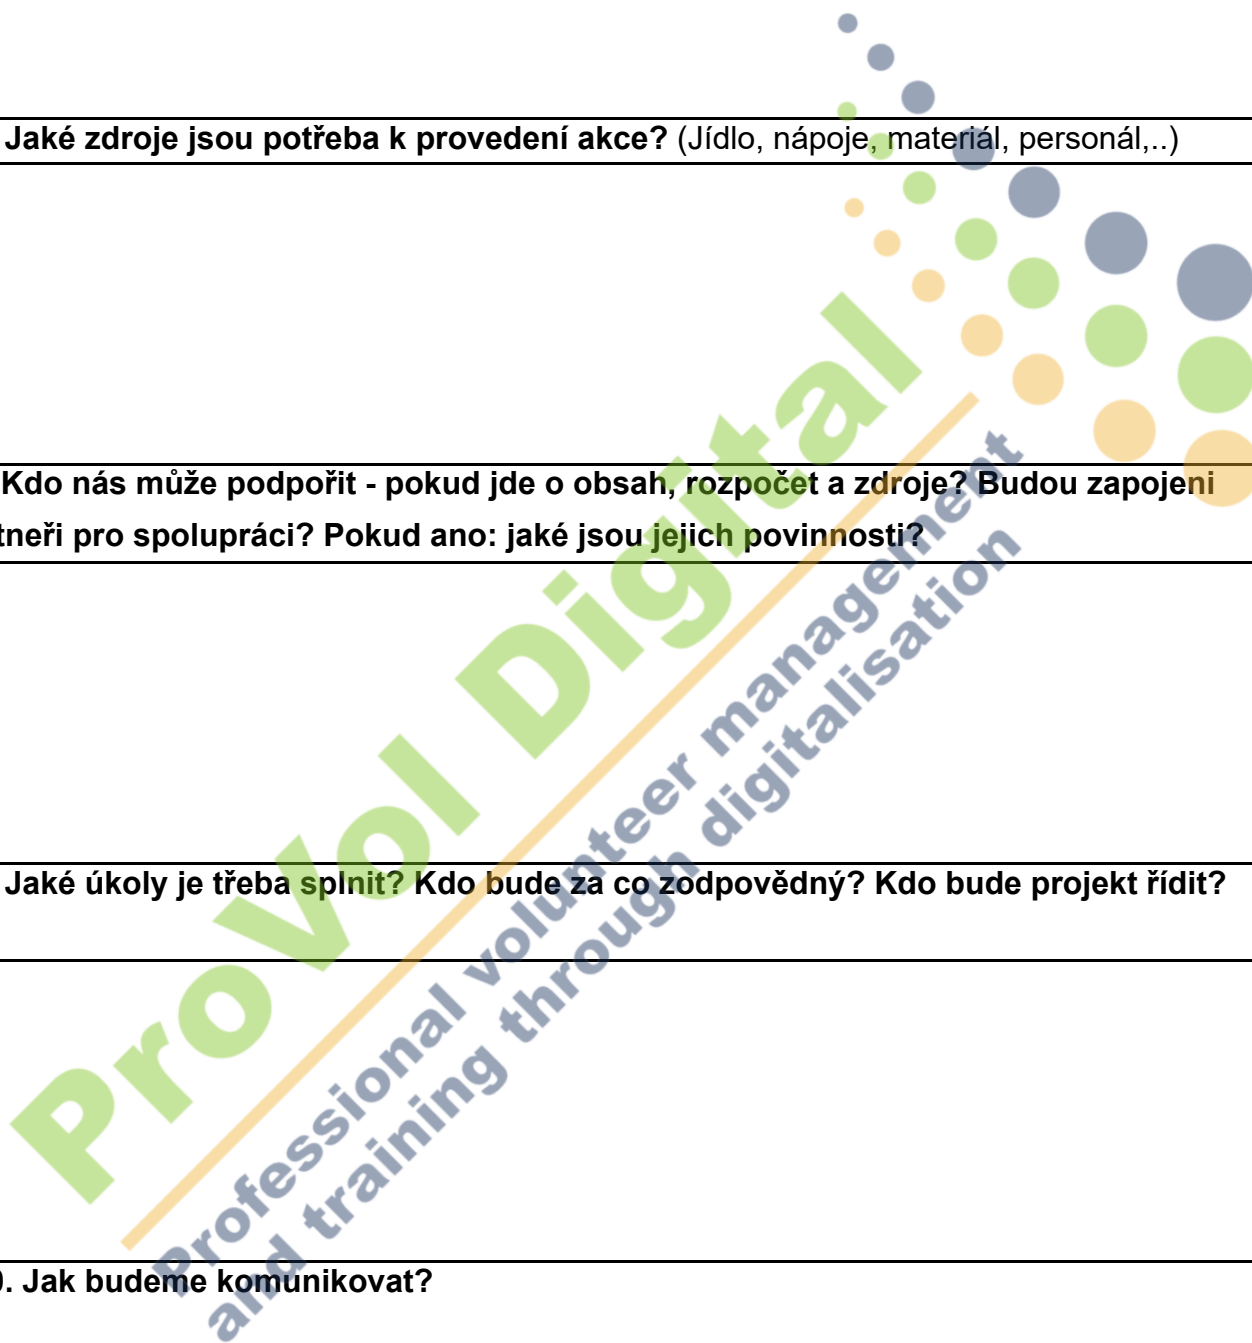 Jaké zdroje jsou potřeba k provedení akce? (Jídlo, nápoje, materiál, personál,..)
Kdo nás může podpořit - pokud jde o obsah, rozpočet a zdroje? Budou zapojeni
tneři pro spolupráci? Pokud ano: jaké jsou jejich povinnosti?
Jaké úkoly je třeba splnit? Kdo bude za co zodpovědný? Kdo bude projekt řídit?
. Jak budeme komunikovat?
ProVol Digital
Professional volunteer management
and training through digitalisation